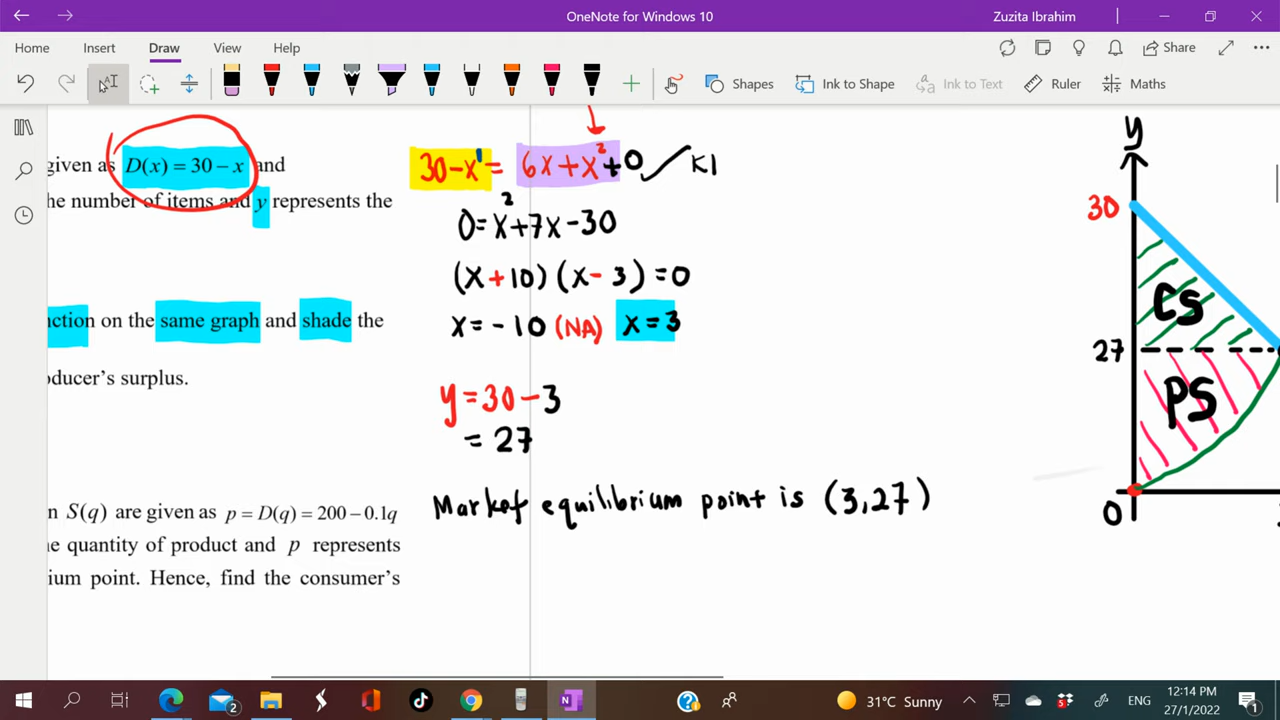 OneNote for Windows 10
Zuzita Ibrahim
Home Insert Draw View Help
Share
Shapes Ink to Shape Ink to Text Ruler Maths
given as D(x) = 30 − x and
he number of items and y represents the
action on the same graph and shade the
oducer's surplus.
n S(q) are given as p = D(q) = 200 − 0.1q
he quantity of product and p represents
ium point. Hence, find the consumer's
30-x¹ = 6x+x²+0 ✓ K1
0=x²+7x-30
(x+10)(x-3)=0
x=-10 (NA) x=3
y=30-3
= 27
Market equilibrium point is (3,27)
y
30
CS
27
PS
0
2
31°C Sunny
ENG
12:14 PM
27/1/2022
1